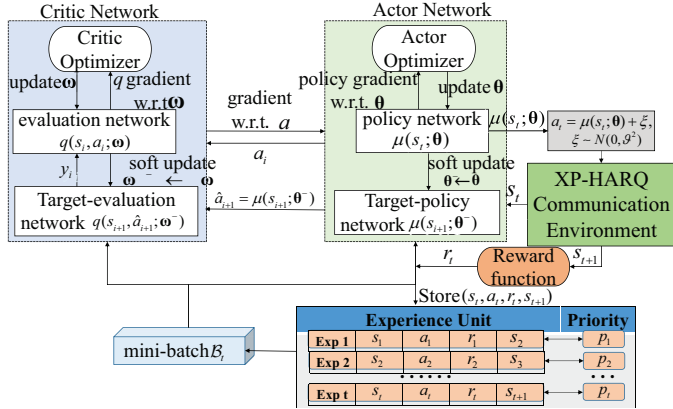 Critic Network
Actor Network
Critic
Optimizer
Actor
Optimizer
update ω
q gradient
w.r.t. ω
policy gradient
w.r.t. θ
update θ
gradient
w.r.t. a
a_i
evaluation network
q(s_i, a_i; ω)
policy network
μ(s_t; θ)
μ(s_t; θ)
a_t = μ(s_t; θ) + ξ,
ξ ~ N(0, ϑ²)
y_i
soft update
ω⁻ ← ω
soft update
θ⁻ ← θ
Target-evaluation
network q(s_{i+1}, â_{i+1}; ω⁻)
â_{i+1} = μ(s_{i+1}; θ⁻)
Target-policy
network μ(s_{i+1}; θ⁻)
s_t
XP-HARQ
Communication
Environment
r_t
Reward
function
s_{t+1}
Store(s_t, a_t, r_t, s_{t+1})
mini-batch ℬ_t
Experience Unit Priority
Exp 1 s_1 a_1 r_1 s_2 p_1
Exp 2 s_2 a_2 r_2 s_3 p_2
······ ···
Exp t s_t a_t r_t s_{t+1} p_t